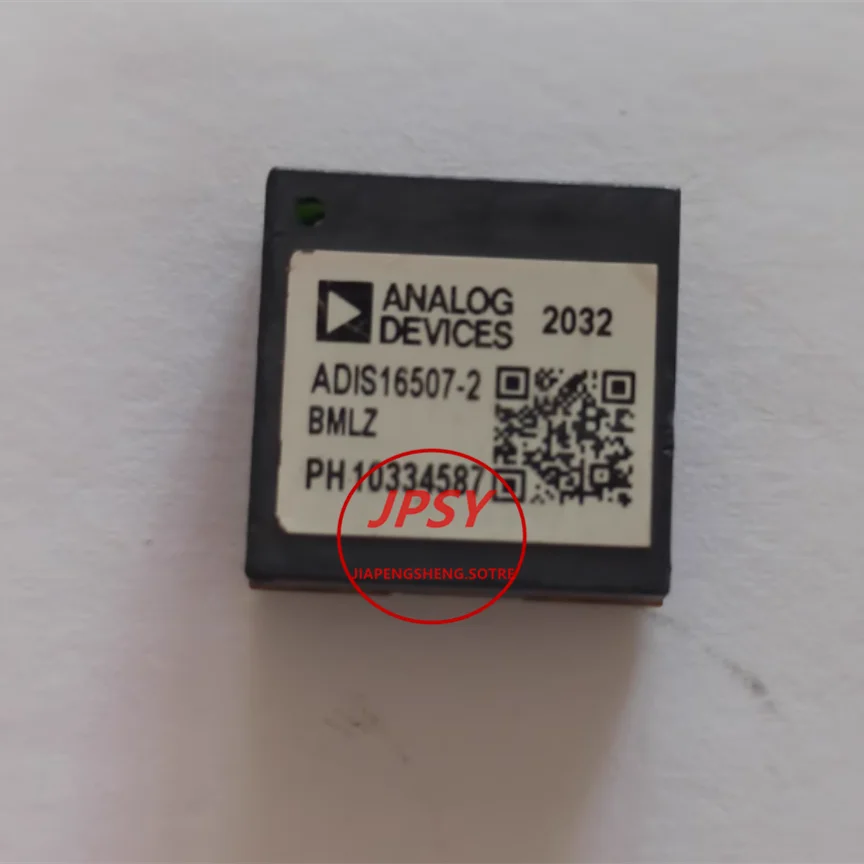 ANALOG
DEVICES
2032
ADIS16507-2
BMLZ
PH 10334587
JPSY
JIAPENGSHENG.SOTRE